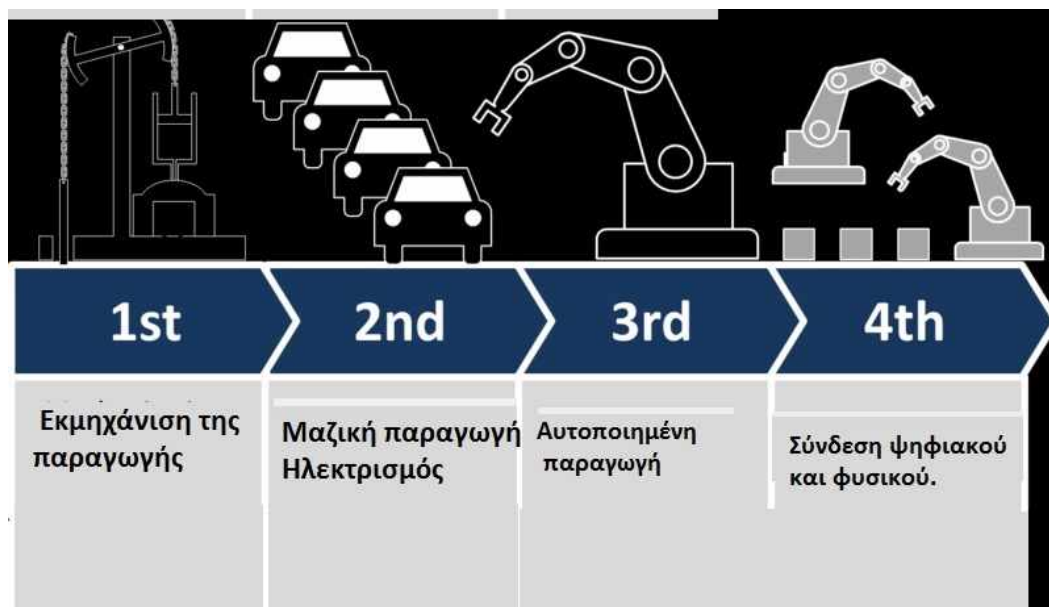 1st
2nd
3rd
4th
Εκμηχάνιση της
παραγωγής
Μαζική παραγωγή
Ηλεκτρισμός
Αυτοποιημένη
παραγωγή
Σύνδεση ψηφιακού
και φυσικού.